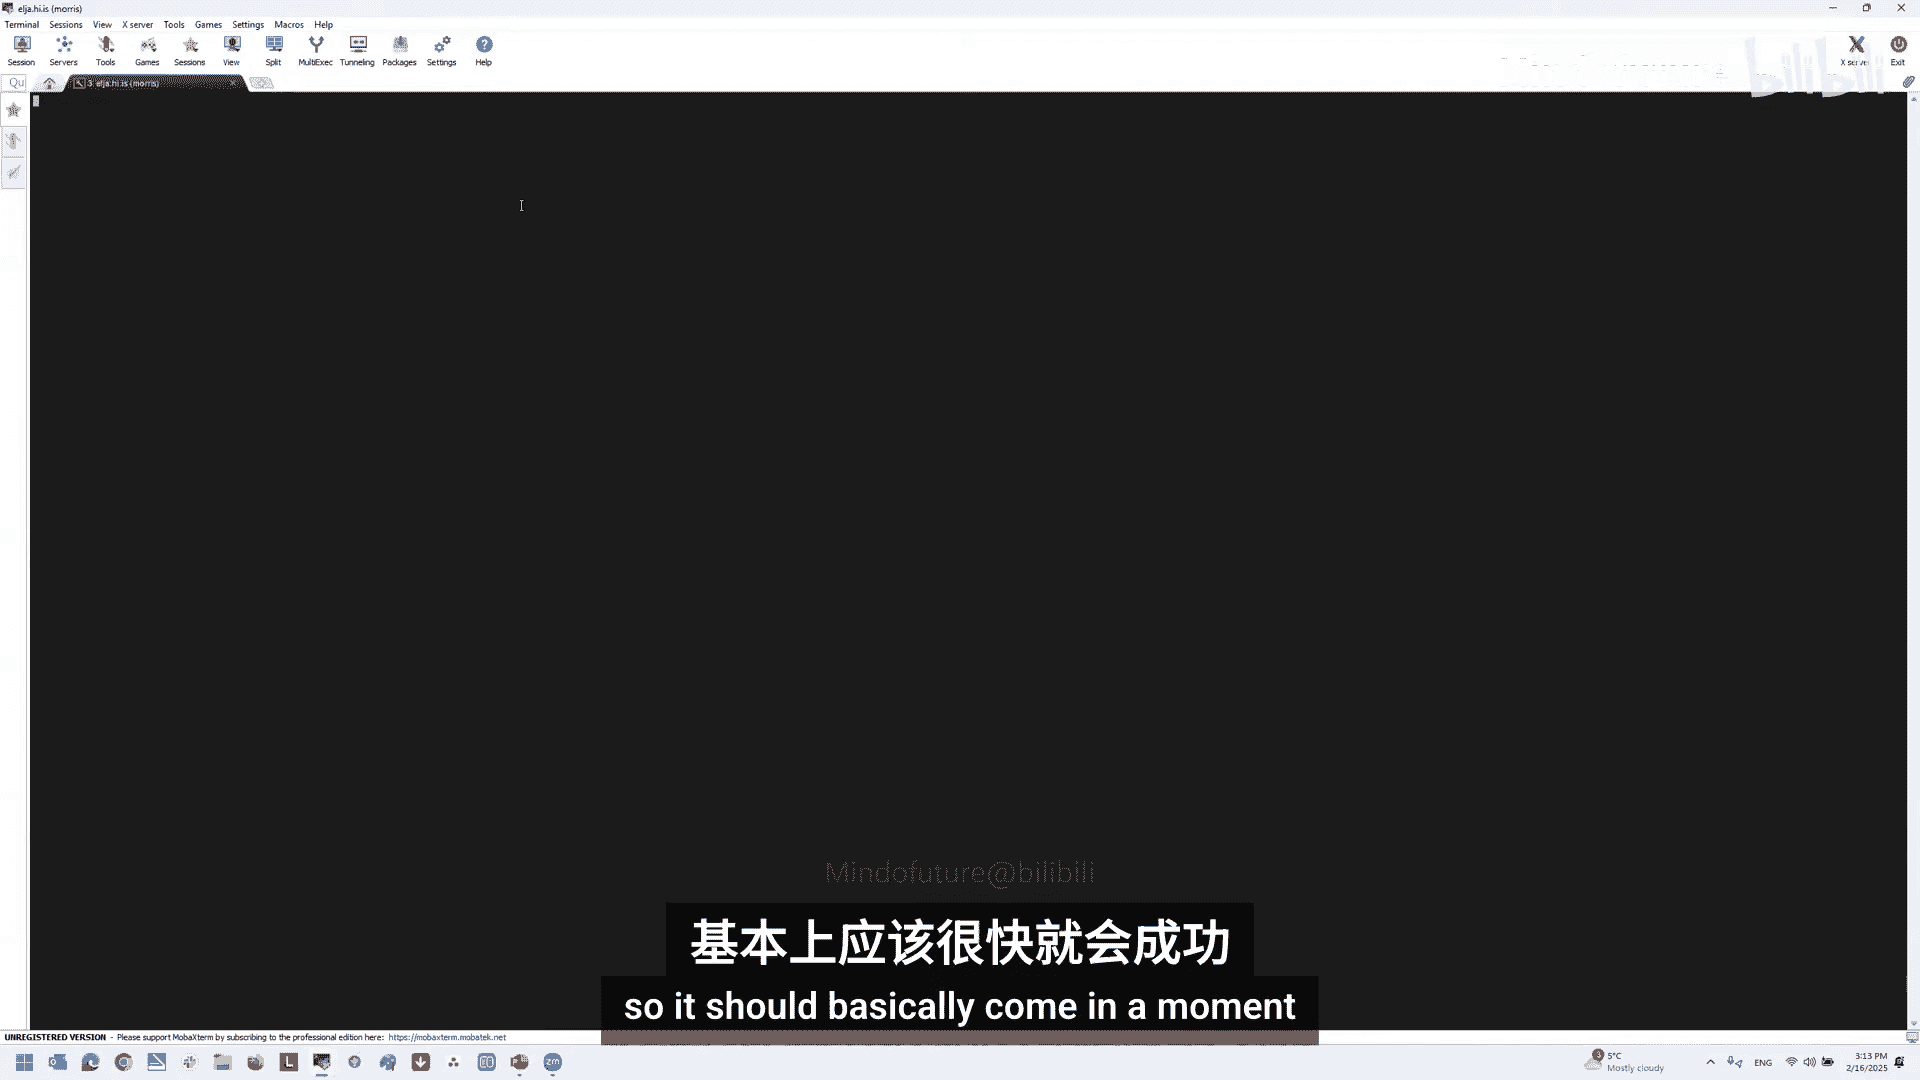 elja.hi.is (morris)
Terminal Sessions View X server Tools Games Settings Macros Help
Session Servers Tools Games Sessions View Split MultiExec Tunneling Packages Settings Help X server Exit
Qu 3. elja.hi.is (morris)
bilibili
Mindofuture@bilibili
基本上应该很快就会成功
so it should basically come in a moment
UNREGISTERED VERSION - Please support MobaXterm by subscribing to the professional edition here: https://mobaxterm.mobatek.net
5°C
Mostly cloudy
ENG
3:13 PM
2/16/2025